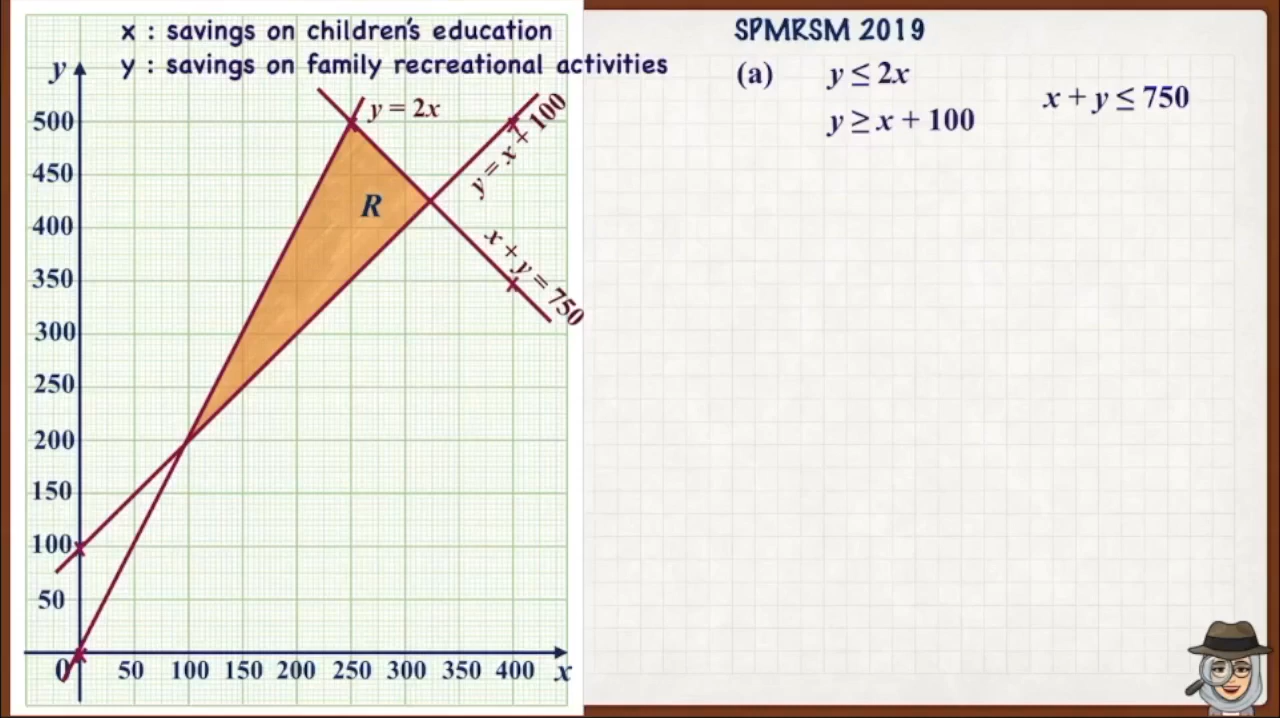 x : savings on children's education
y : savings on family recreational activities
SPMRSM 2019
(a) y ≤ 2x
y ≥ x + 100
x + y ≤ 750
y
y = 2x
y = x + 100
x + y = 750
R
500
450
400
350
300
250
200
150
100
50
0 50 100 150 200 250 300 350 400 x